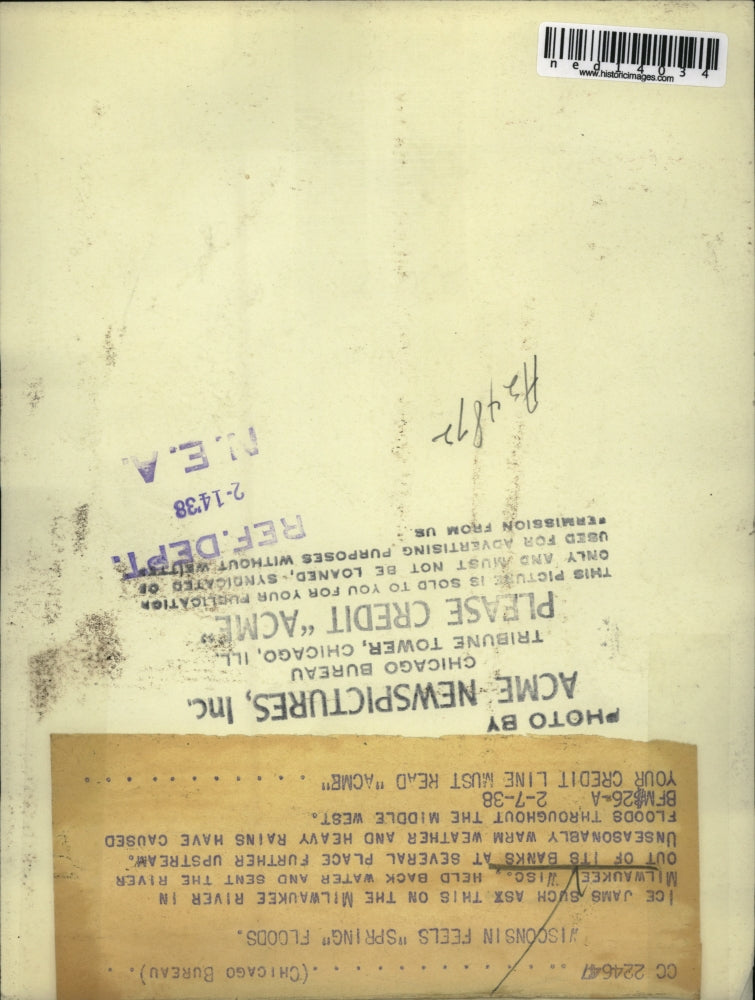 ned14034
www.historicimages.com
CC 224647 . . . . . . . . . . . . . (CHICAGO BUREAU) . .
WISCONSIN FEELS "SPRING" FLOODS.
ICE JAMS SUCH ASX THIS ON THE MILWAUKEE RIVER IN
MILWAUKEE WISC., HELD BACK WATER AND SENT THE RIVER
OUT OF ITS BANKS AT SEVERAL PLACE FURTHER UPSTREAM.
UNSEASONABLY WARM WEATHER AND HEAVY RAINS HAVE CAUSED
FLOODS THROUGHOUT THE MIDDLE WEST.
2-7-38
YOUR CREDIT LINE MUST READ "ACME" . . . . . . . . . . . .
PHOTO BY
ACME NEWSPICTURES, Inc.
CHICAGO BUREAU
TRIBUNE TOWER, CHICAGO, ILL.
PLEASE CREDIT "ACME"
THIS PICTURE IS SOLD TO YOU FOR YOUR PUBLICATION
ONLY AND MUST NOT BE LOANED, SYNDICATED OR
USED FOR ADVERTISING PURPOSES WITHOUT WRITTEN
PERMISSION FROM US
REF. DEPT.
2-14'38
N.E.A.